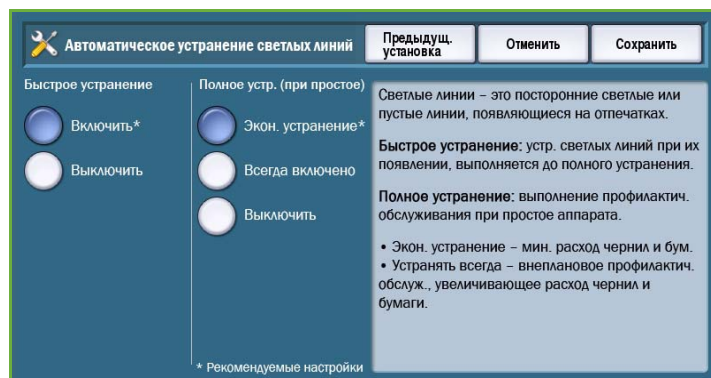 Автоматическое устранение светлых линий
Предыдущ.
установка
Отменить
Сохранить
Быстрое устранение
Включить*
Выключить
Полное устр. (при простое)
Экон. устранение*
Всегда включено
Выключить
* Рекомендуемые настройки
Светлые линии – это посторонние светлые или
пустые линии, появляющиеся на отпечатках.
Быстрое устранение: устр. светлых линий при их
появлении, выполняется до полного устранения.
Полное устранение: выполнение профилактич.
обслуживания при простое аппарата.
• Экон. устранение – мин. расход чернил и бум.
• Устранять всегда – внеплановое профилактич.
обслуж., увеличивающее расход чернил и
бумаги.